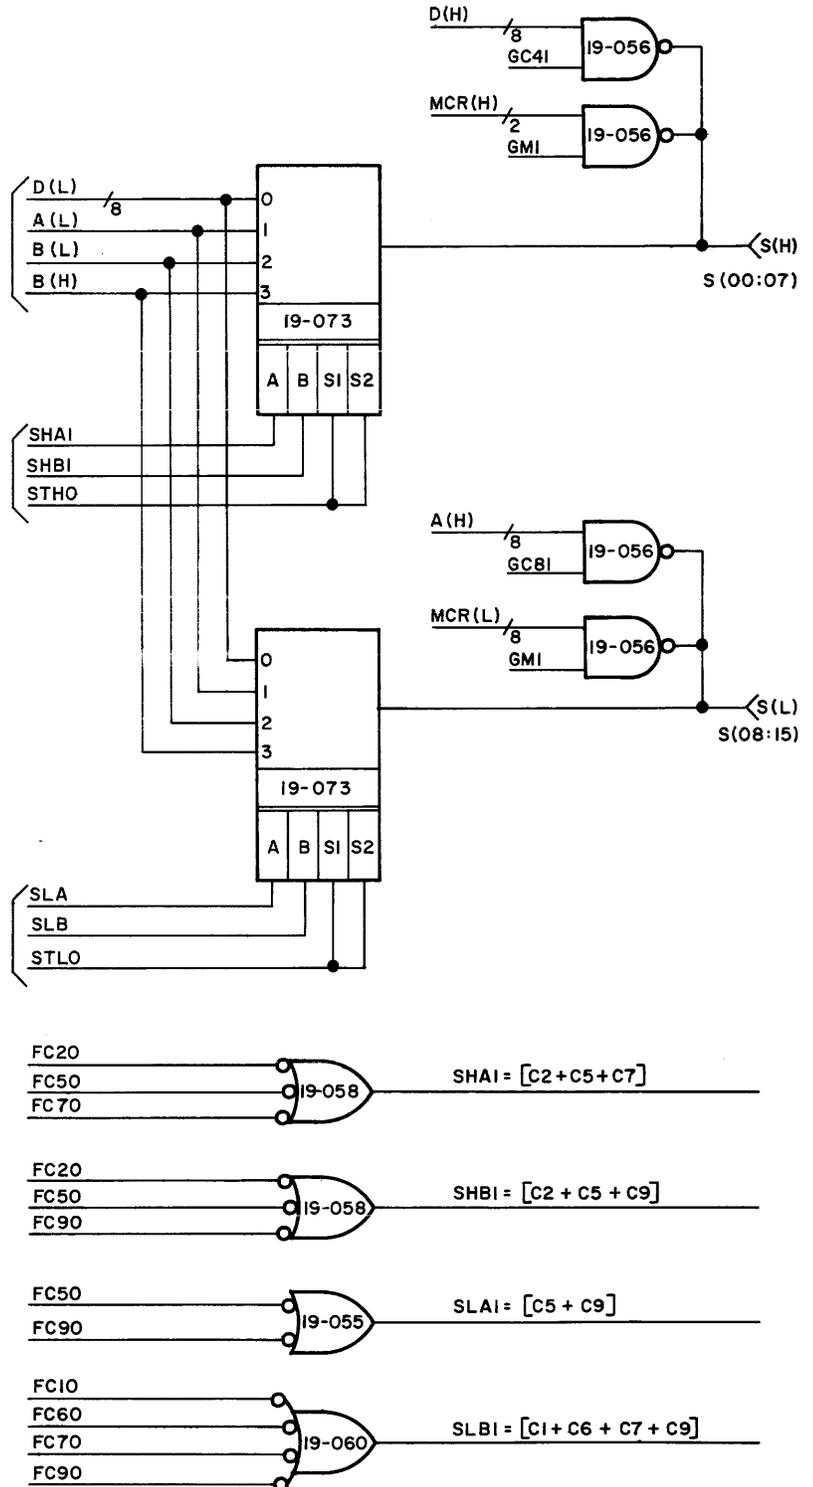 D(H)
8
GC41
19-056
MCR(H)
2
GM1
19-056
D(L)
8
A(L)
B(L)
B(H)
0
1
2
3
19-073
A B S1 S2
S(H)
S(00:07)
SHA1
SHB1
STH0
A(H)
8
GC81
19-056
MCR(L)
8
GM1
19-056
0
1
2
3
19-073
A B S1 S2
S(L)
S(08:15)
SLA
SLB
STL0
FC20
FC50
FC70
19-058
SHA1 = [C2+C5+C7]
FC20
FC50
FC90
19-058
SHB1 = [C2 + C5 + C9]
FC50
FC90
19-055
SLA1 = [C5 + C9]
FC10
FC60
FC70
FC90
19-060
SLB1 = [C1+ C6 + C7 + C9]